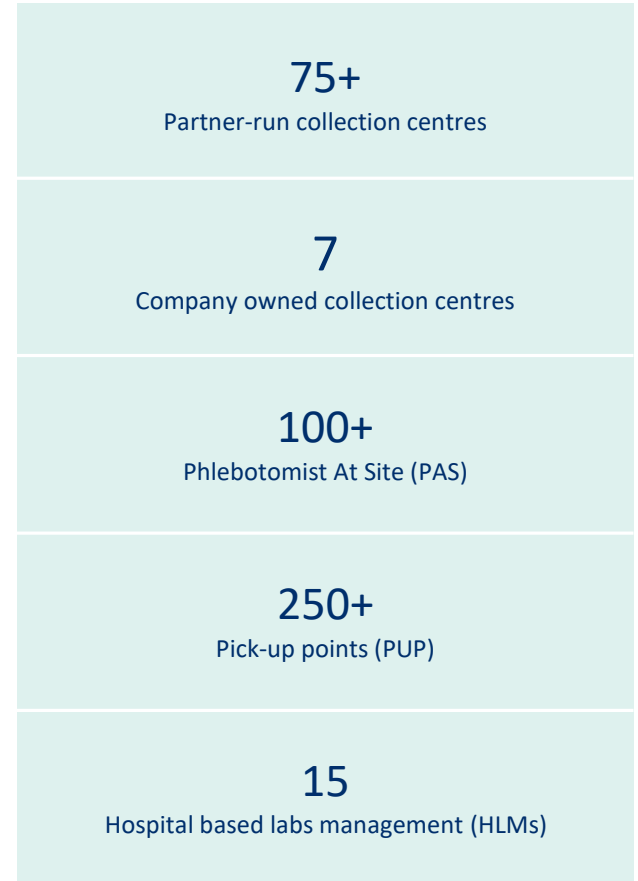 75+
Partner-run collection centres
7
Company owned collection centres
100+
Phlebotomist At Site (PAS)
250+
Pick-up points (PUP)
15
Hospital based labs management (HLMs)